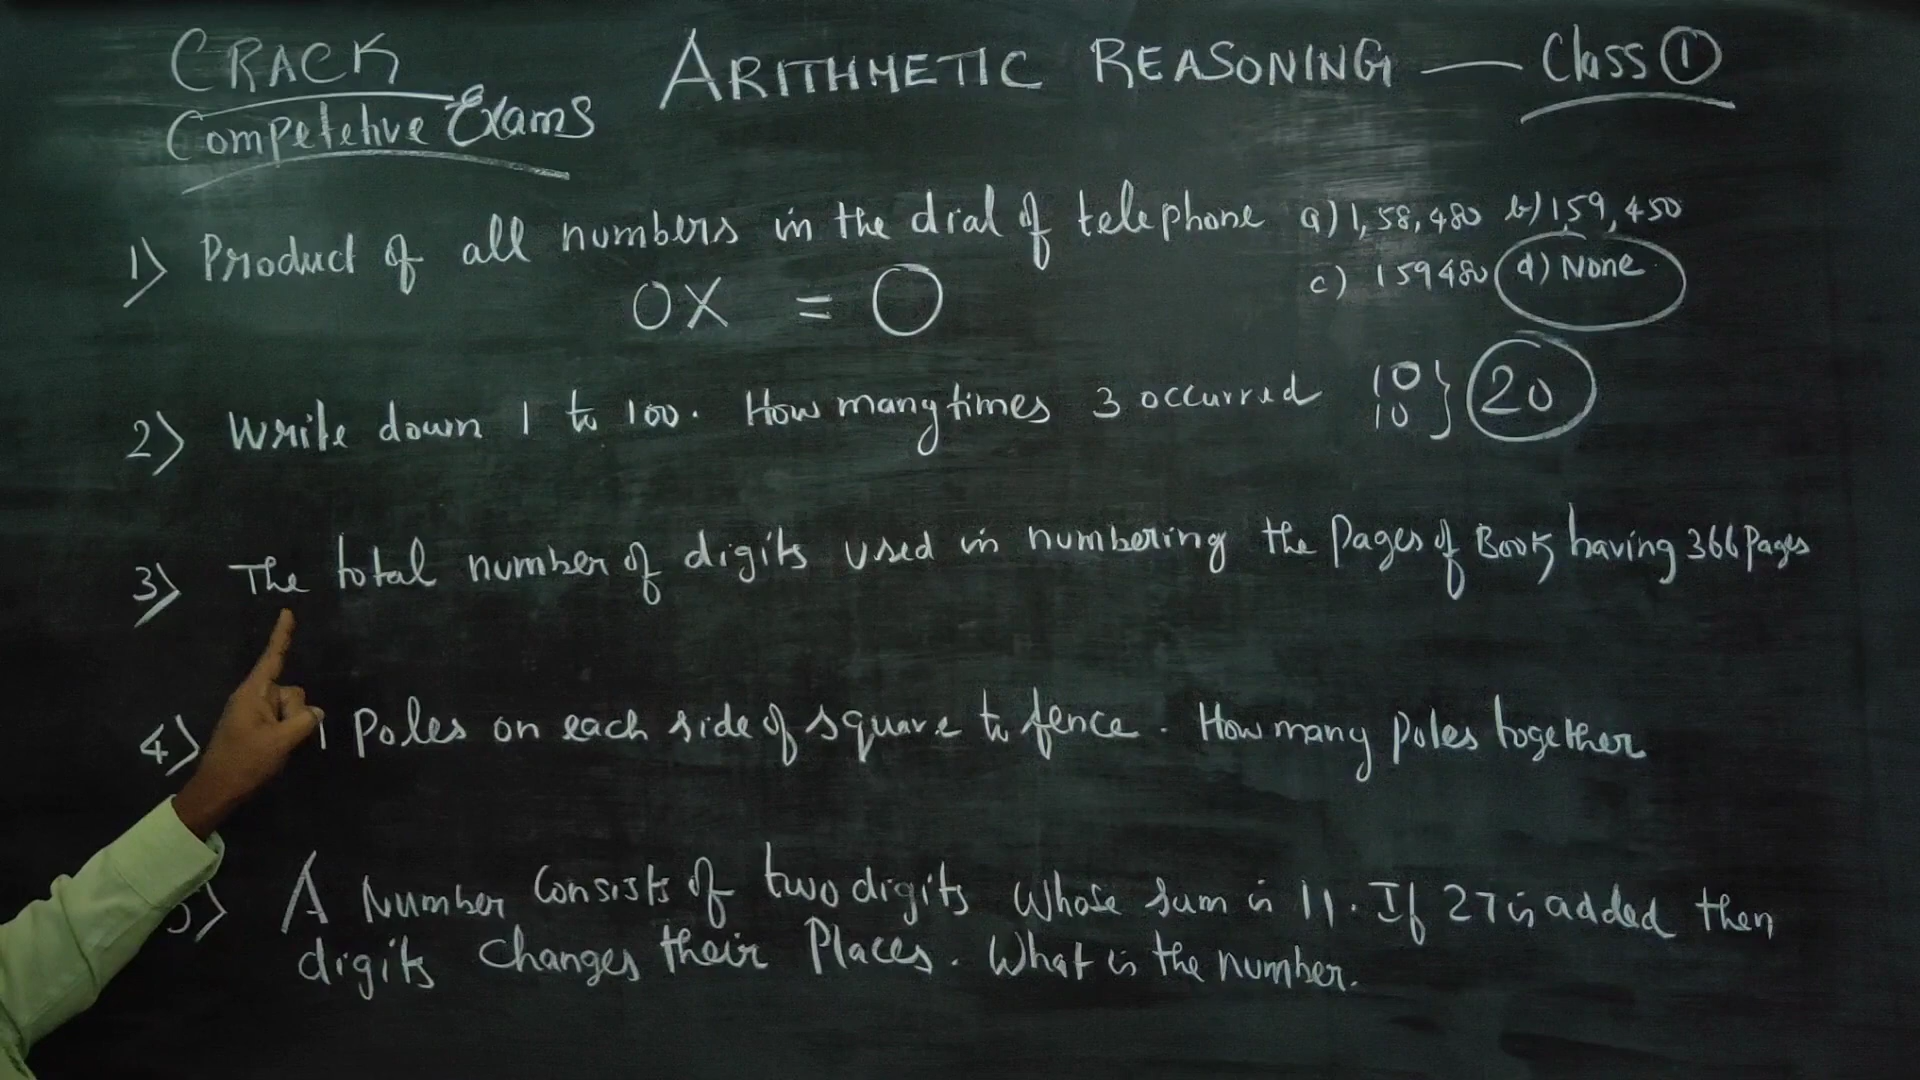 CRACK
Competetive Exams
ARITHMETIC REASONING — Class ①
1) Product of all numbers in the dial of telephone a) 1,58,480 b) 159,450
c) 159480 d) None
0X = 0
2) Write down 1 to 100. How many times 3 occurred 10 } 20
10
3) The total number of digits used in numbering the Pages of Book having 366 Pages
4) Poles on each side of square to fence. How many poles together
5) A Number Consists of two digits Whose sum is 11. If 27 is added then
digits changes their Places. What is the number.